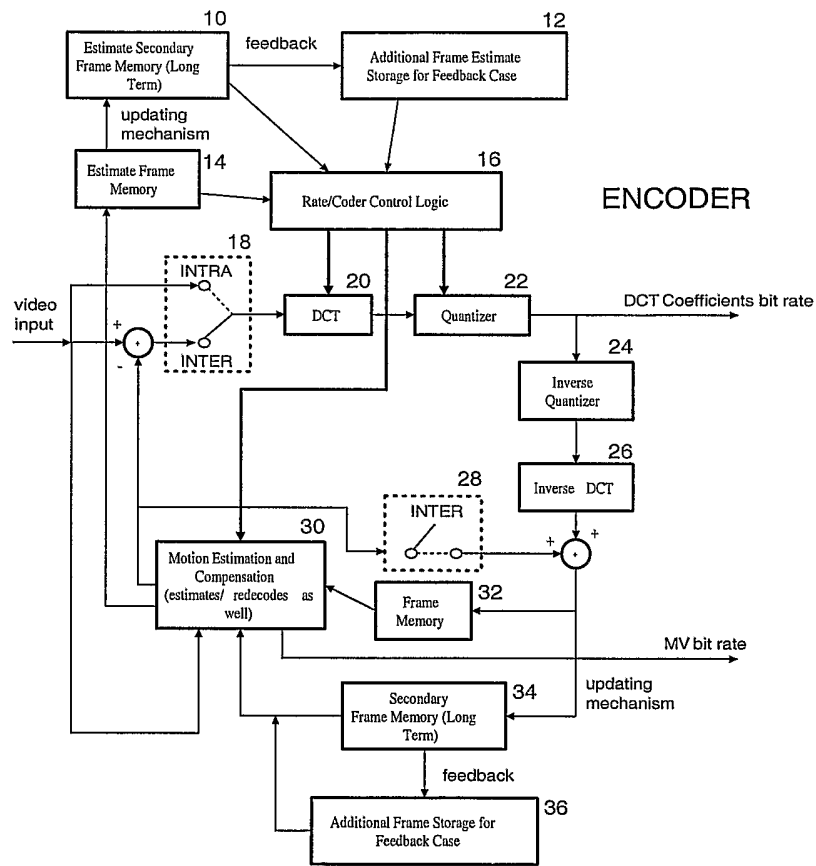 10
12
Estimate Secondary
Frame Memory (Long
Term)
feedback
Additional Frame Estimate
Storage for Feedback Case
updating
mechanism
14
16
Estimate Frame
Memory
Rate/Coder Control Logic
ENCODER
18
INTRA
20
22
video
input
DCT
Quantizer
DCT Coefficients bit rate
+
+
-
INTER
24
Inverse
Quantizer
26
Inverse DCT
28
INTER
+
+
+
30
Motion Estimation and
Compensation
(estimates/ redecodes as
well)
32
Frame
Memory
MV bit rate
34
updating
mechanism
Secondary
Frame Memory (Long
Term)
feedback
36
Additional Frame Storage for
Feedback Case